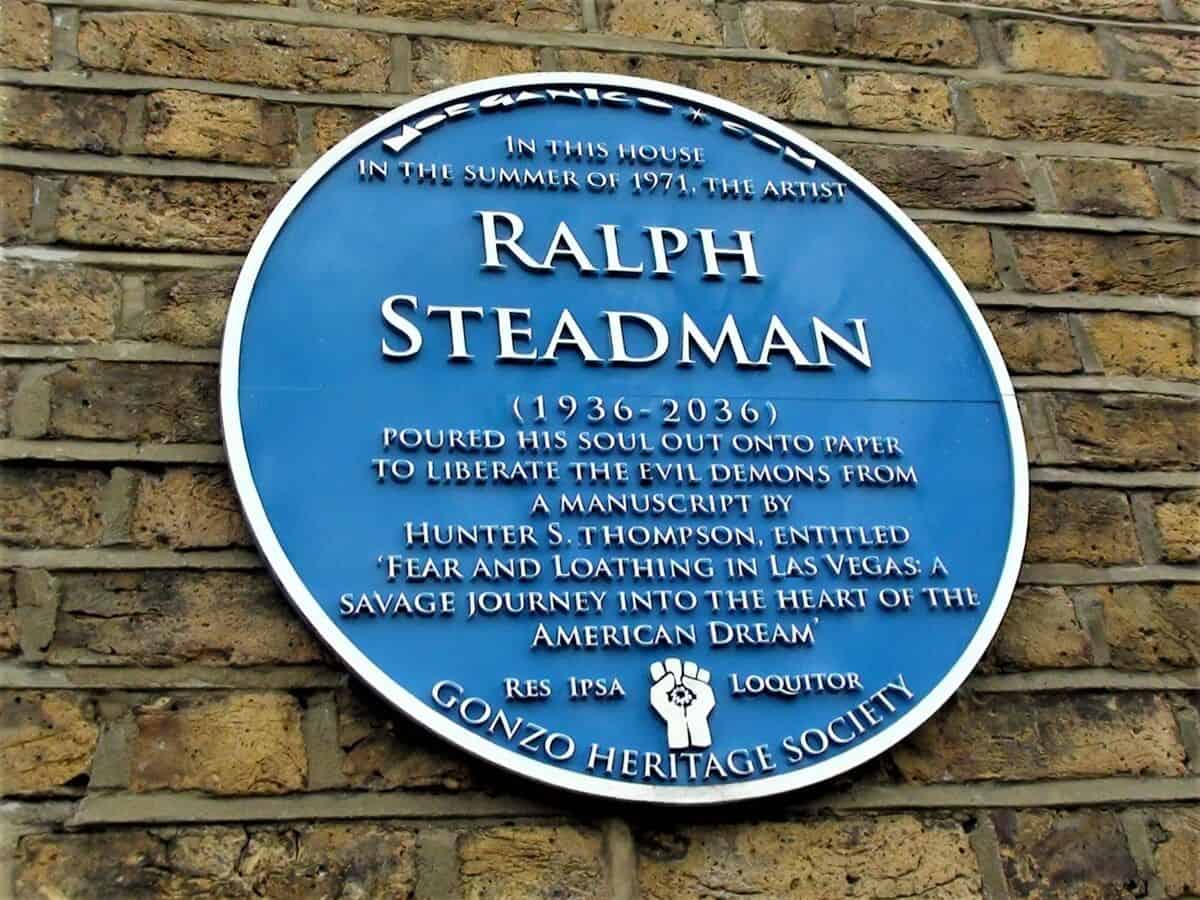 MORGANICO*COM
IN THIS HOUSE
IN THE SUMMER OF 1971, THE ARTIST
RALPH
STEADMAN
(1936-2036)
POURED HIS SOUL OUT ONTO PAPER
TO LIBERATE THE EVIL DEMONS FROM
A MANUSCRIPT BY
HUNTER S. THOMPSON, ENTITLED
‘FEAR AND LOATHING IN LAS VEGAS: A
SAVAGE JOURNEY INTO THE HEART OF THE
AMERICAN DREAM’
RES IPSA LOQUITOR
GONZO HERITAGE SOCIETY